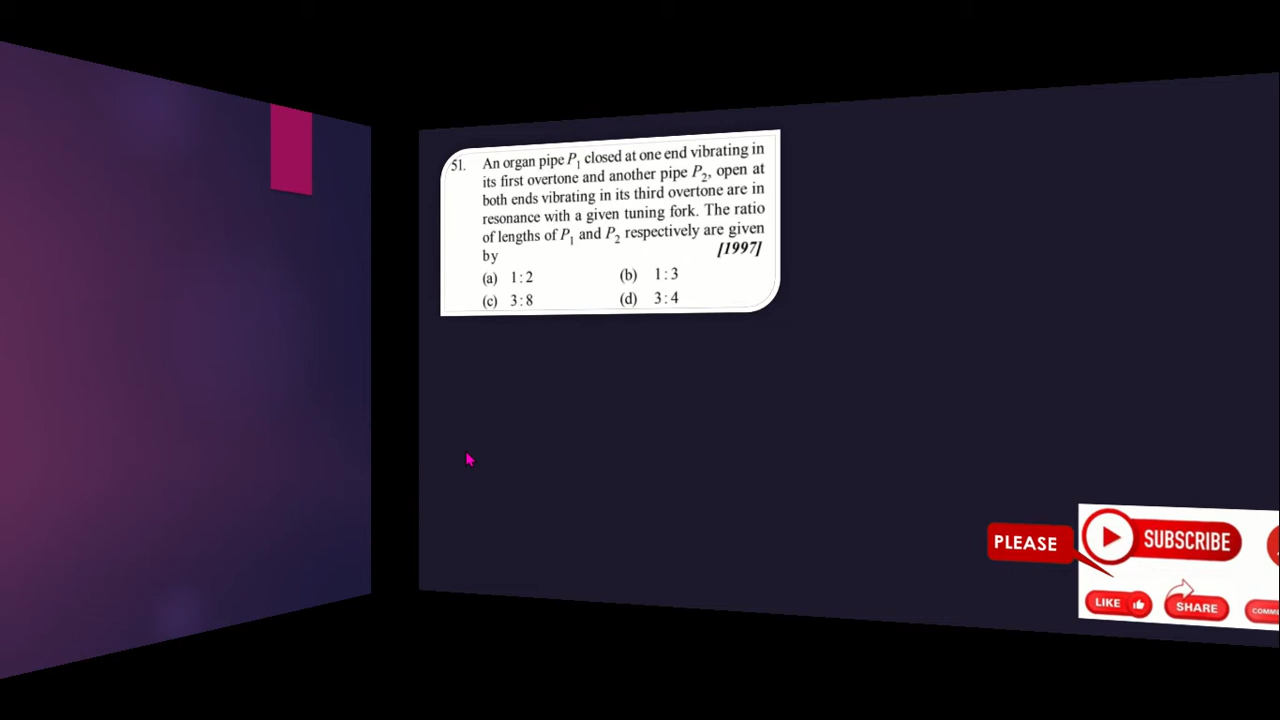 51. An organ pipe P1 closed at one end vibrating in
its first overtone and another pipe P2, open at
both ends vibrating in its third overtone are in
resonance with a given tuning fork. The ratio
of lengths of P1 and P2 respectively are given
by [1997]
(a) 1 : 2 (b) 1 : 3
(c) 3 : 8 (d) 3 : 4
PLEASE
SUBSCRIBE
LIKE
SHARE